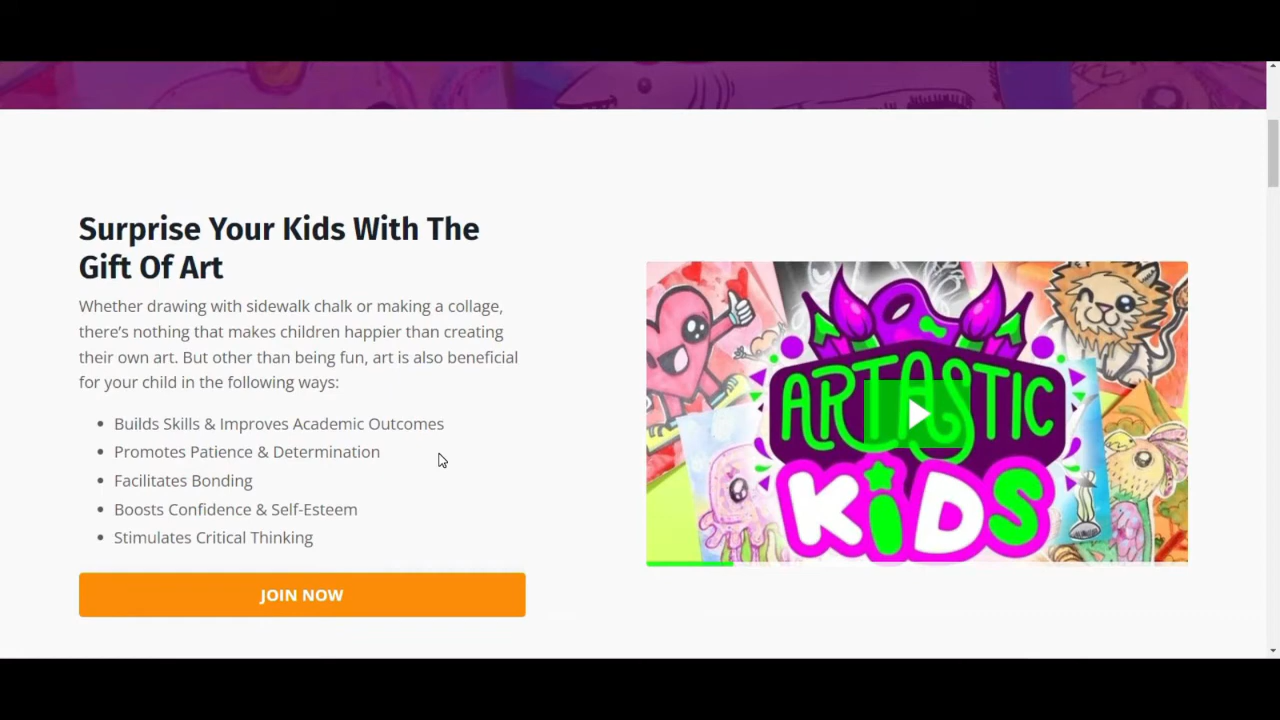 Surprise Your Kids With The
Gift Of Art
Whether drawing with sidewalk chalk or making a collage,
there's nothing that makes children happier than creating
their own art. But other than being fun, art is also beneficial
for your child in the following ways:
Builds Skills & Improves Academic Outcomes
Promotes Patience & Determination
Facilitates Bonding
Boosts Confidence & Self-Esteem
Stimulates Critical Thinking
JOIN NOW
ARTASTIC
KiDS